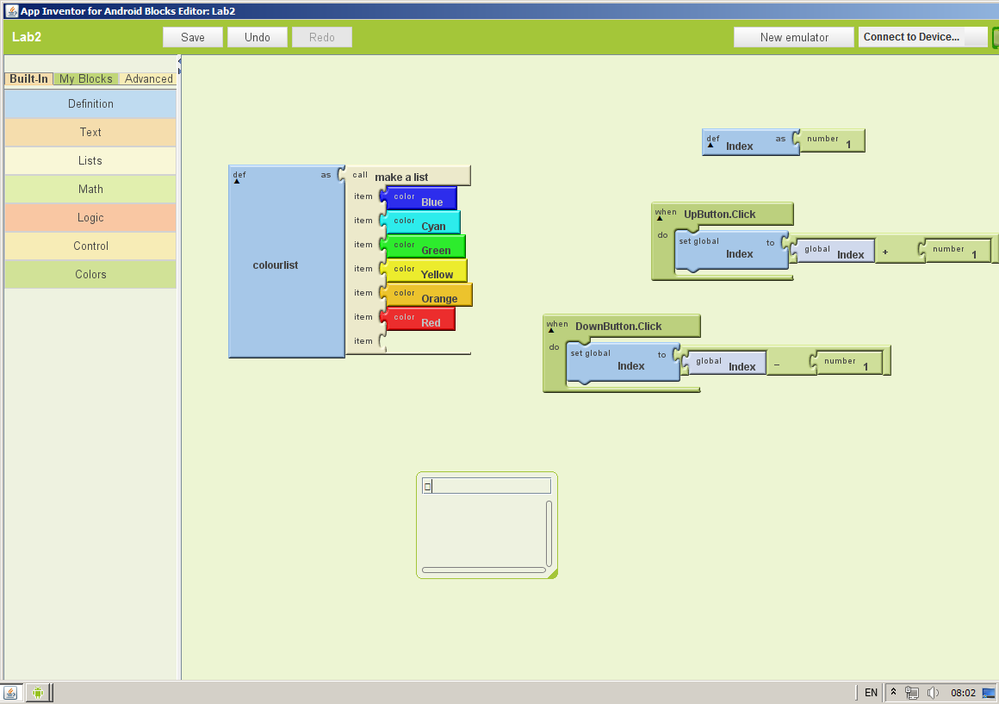 App Inventor for Android Blocks Editor: Lab2
Lab2 Save Undo Redo New emulator Connect to Device...
Built-In My Blocks Advanced
Definition
Text
Lists
Math
Logic
Control
Colors
def colourlist as call make a list
item color Blue
item color Cyan
item color Green
item color Yellow
item color Orange
item color Red
item
def Index as number 1
when UpButton.Click
do set global Index to global Index + number 1
when DownButton.Click
do set global Index to global Index - number 1
EN 08:02